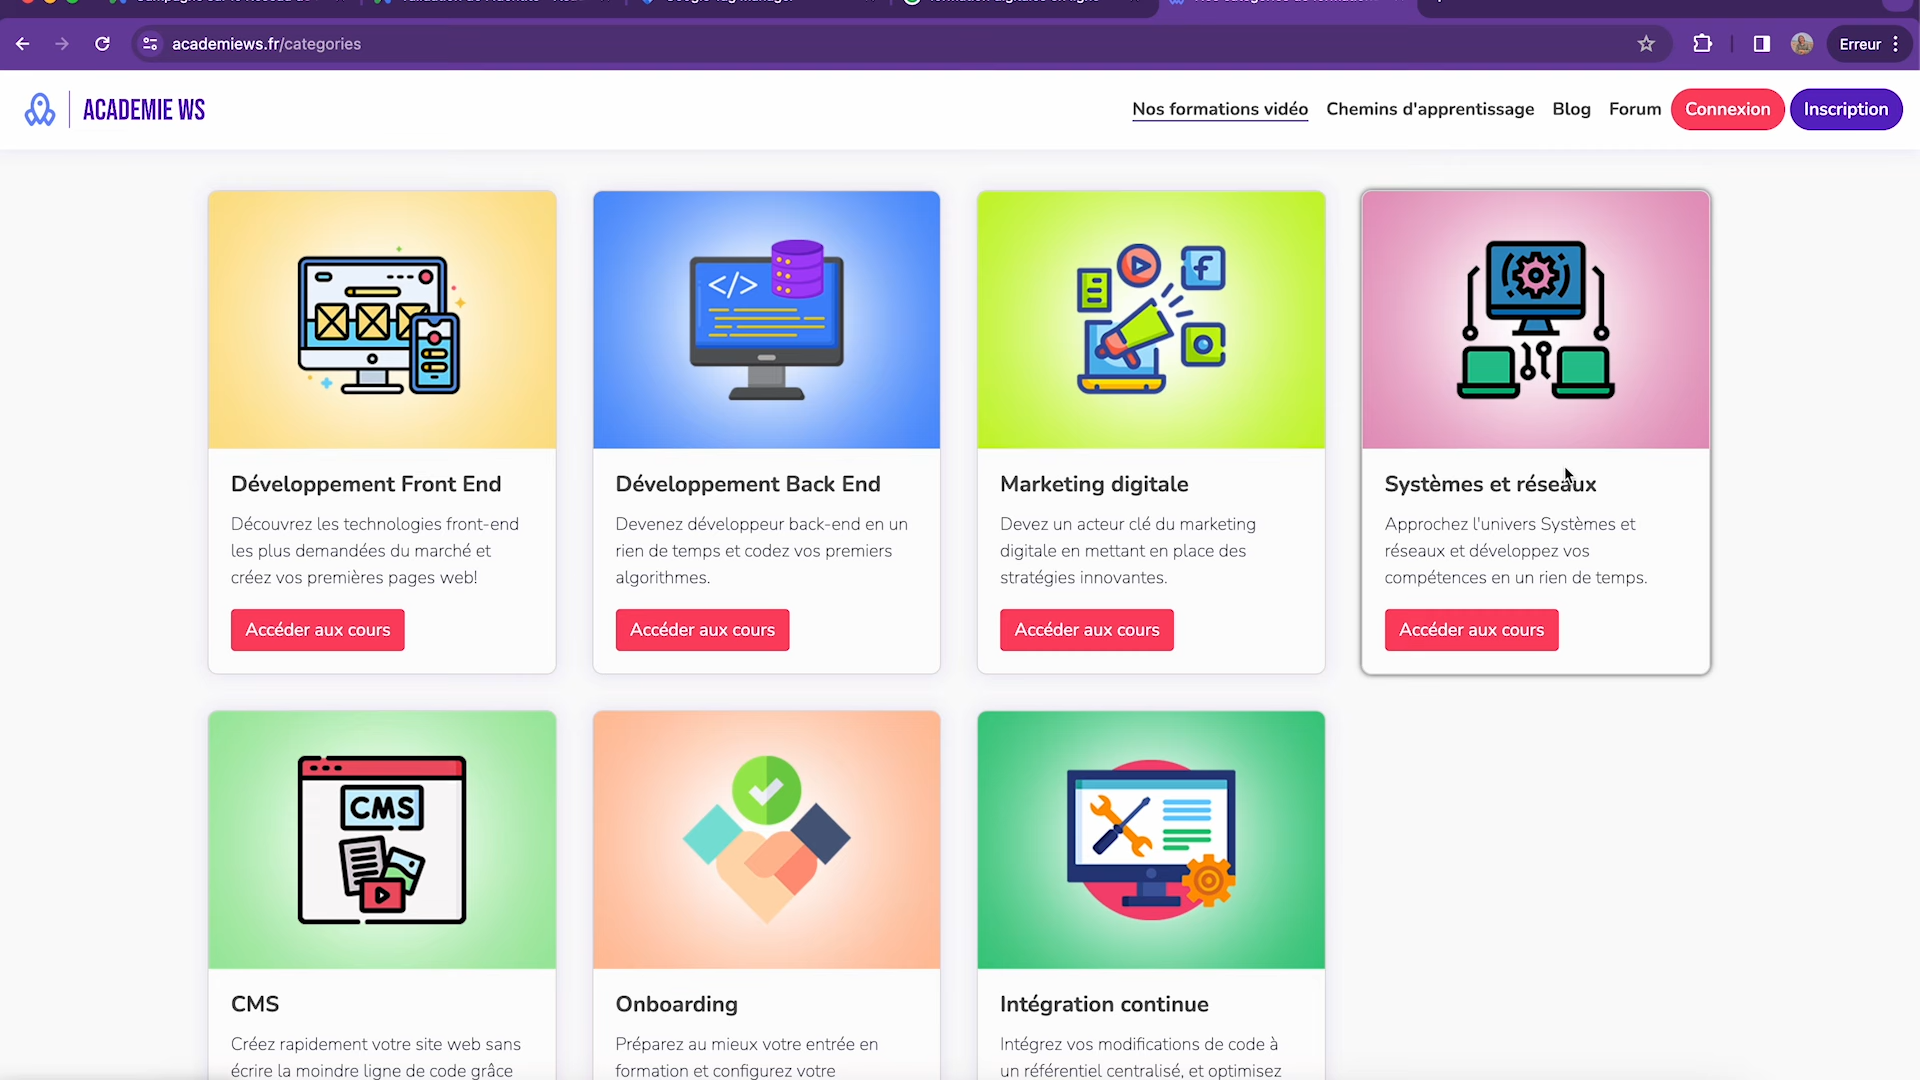 academiews.fr/categories
Erreur
ACADEMIE WS
Nos formations vidéo
Chemins d'apprentissage
Blog
Forum
Connexion
Inscription
</>
Développement Front End
Découvrez les technologies front-end
les plus demandées du marché et
créez vos premières pages web!
Accéder aux cours
Développement Back End
Devenez développeur back-end en un
rien de temps et codez vos premiers
algorithmes.
Accéder aux cours
Marketing digitale
Devez un acteur clé du marketing
digitale en mettant en place des
stratégies innovantes.
Accéder aux cours
Systèmes et réseaux
Approchez l'univers Systèmes et
réseaux et développez vos
compétences en un rien de temps.
Accéder aux cours
CMS
CMS
Créez rapidement votre site web sans
écrire la moindre ligne de code grâce
Onboarding
Préparez au mieux votre entrée en
formation et configurez votre
Intégration continue
Intégrez vos modifications de code à
un référentiel centralisé, et optimisez